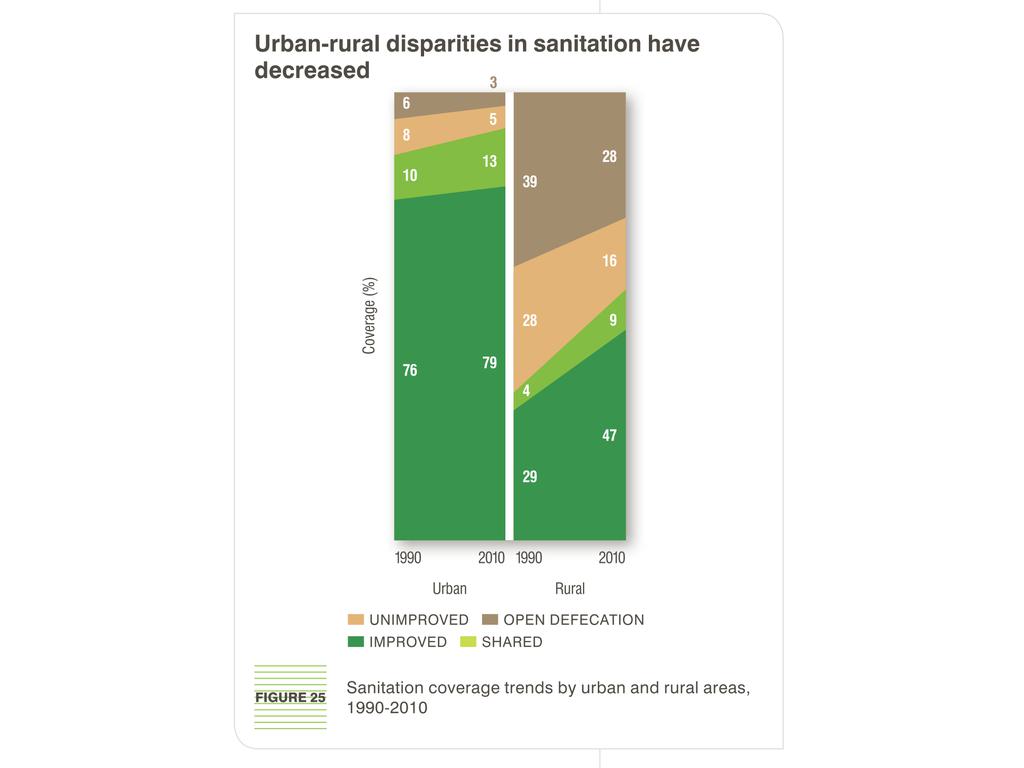 Urban-rural disparities in sanitation have
decreased
3
6
5
8
13
10
28
39
16
28
9
4
76
79
47
29
Coverage (%)
1990 2010 1990 2010
Urban Rural
UNIMPROVED OPEN DEFECATION
IMPROVED SHARED
FIGURE 25
Sanitation coverage trends by urban and rural areas,
1990-2010